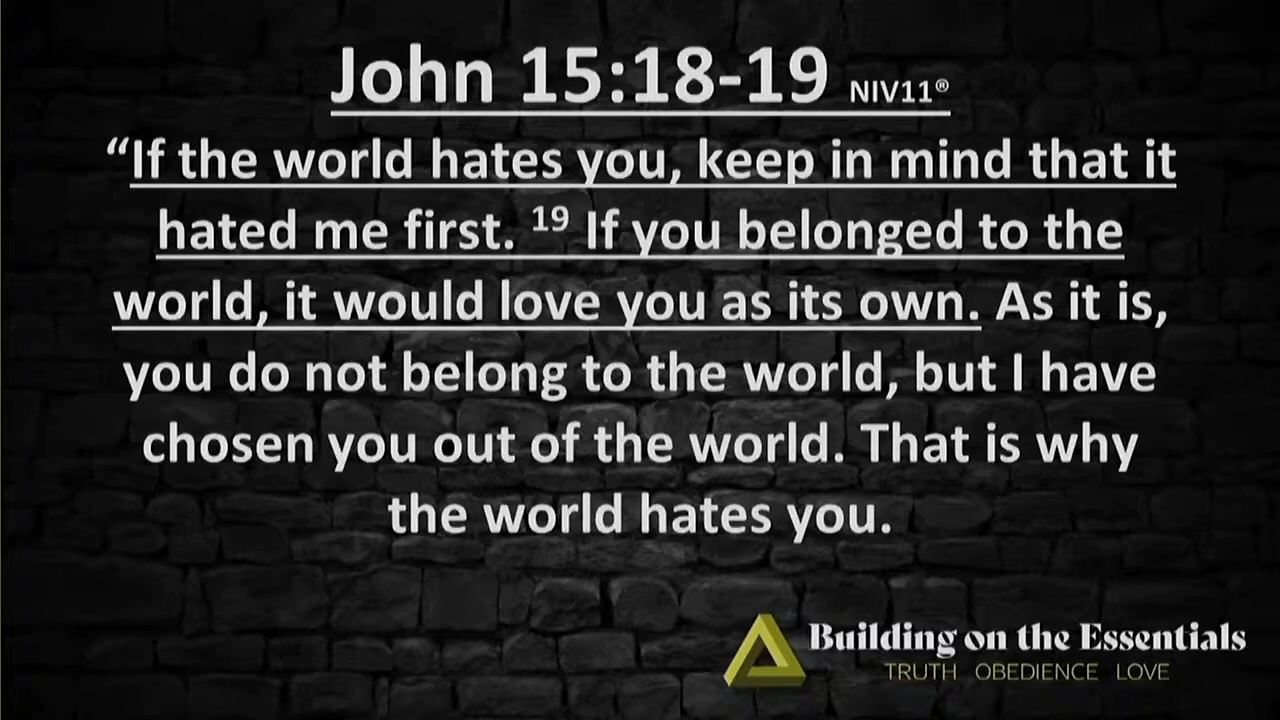 John 15:18-19 NIV11®
“If the world hates you, keep in mind that it
hated me first. 19 If you belonged to the
world, it would love you as its own. As it is,
you do not belong to the world, but I have
chosen you out of the world. That is why
the world hates you.
Building on the Essentials
TRUTH OBEDIENCE LOVE